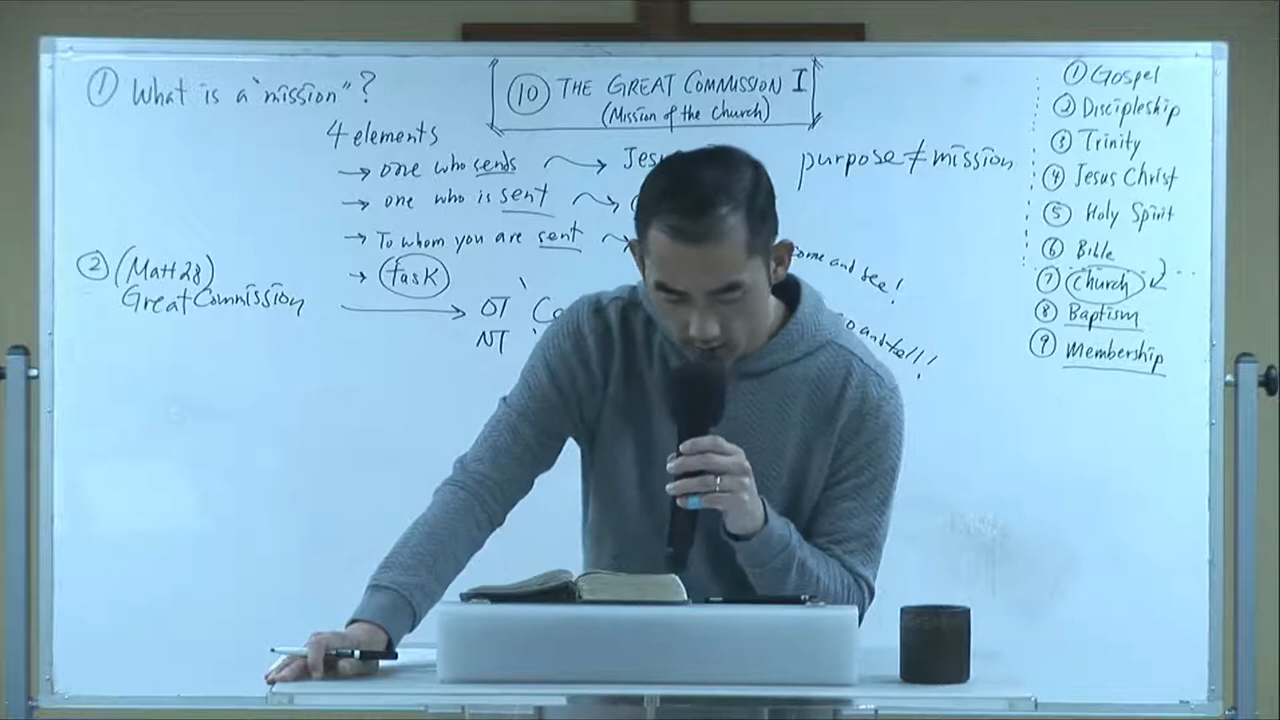 ① What is a "mission"?
⑩ THE GREAT COMMISSION I
(Mission of the Church)
4 elements
→ one who sends → Jes
→ one who is sent →
→ To whom you are sent
→ task
purpose ≠ mission
② (Matt 28)
Great Commission → OT
NT
come and see!
and tell!!
① Gospel
② Discipleship
③ Trinity
④ Jesus Christ
⑤ Holy Spirit
⑥ Bible
⑦ Church
⑧ Baptism
⑨ Membership